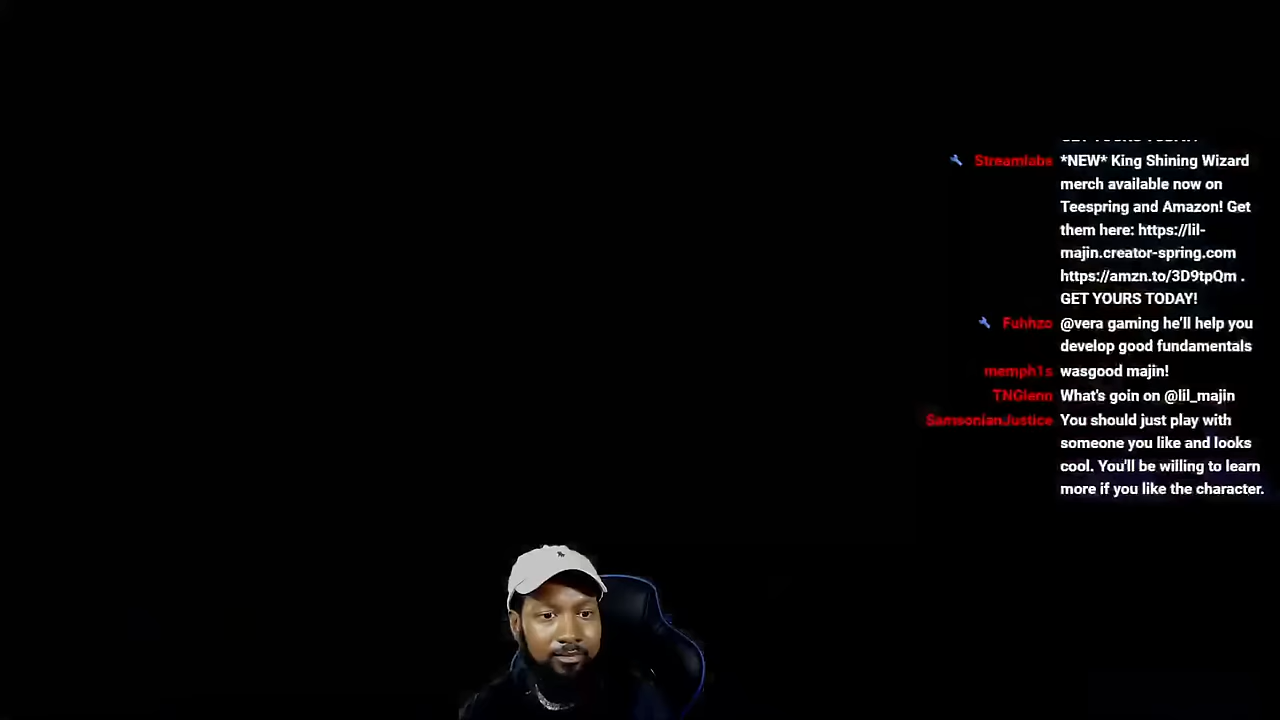 Streamlabs *NEW* King Shining Wizard
merch available now on
Teespring and Amazon! Get
them here: https://lil-
majin.creator-spring.com
https://amzn.to/3D9tpQm .
GET YOURS TODAY!
Fuhhzo @vera gaming he'll help you
develop good fundamentals
memph1s wasgood majin!
TNGlenn What's goin on @lil_majin
SamsonianJustice You should just play with
someone you like and looks
cool. You'll be willing to learn
more if you like the character.